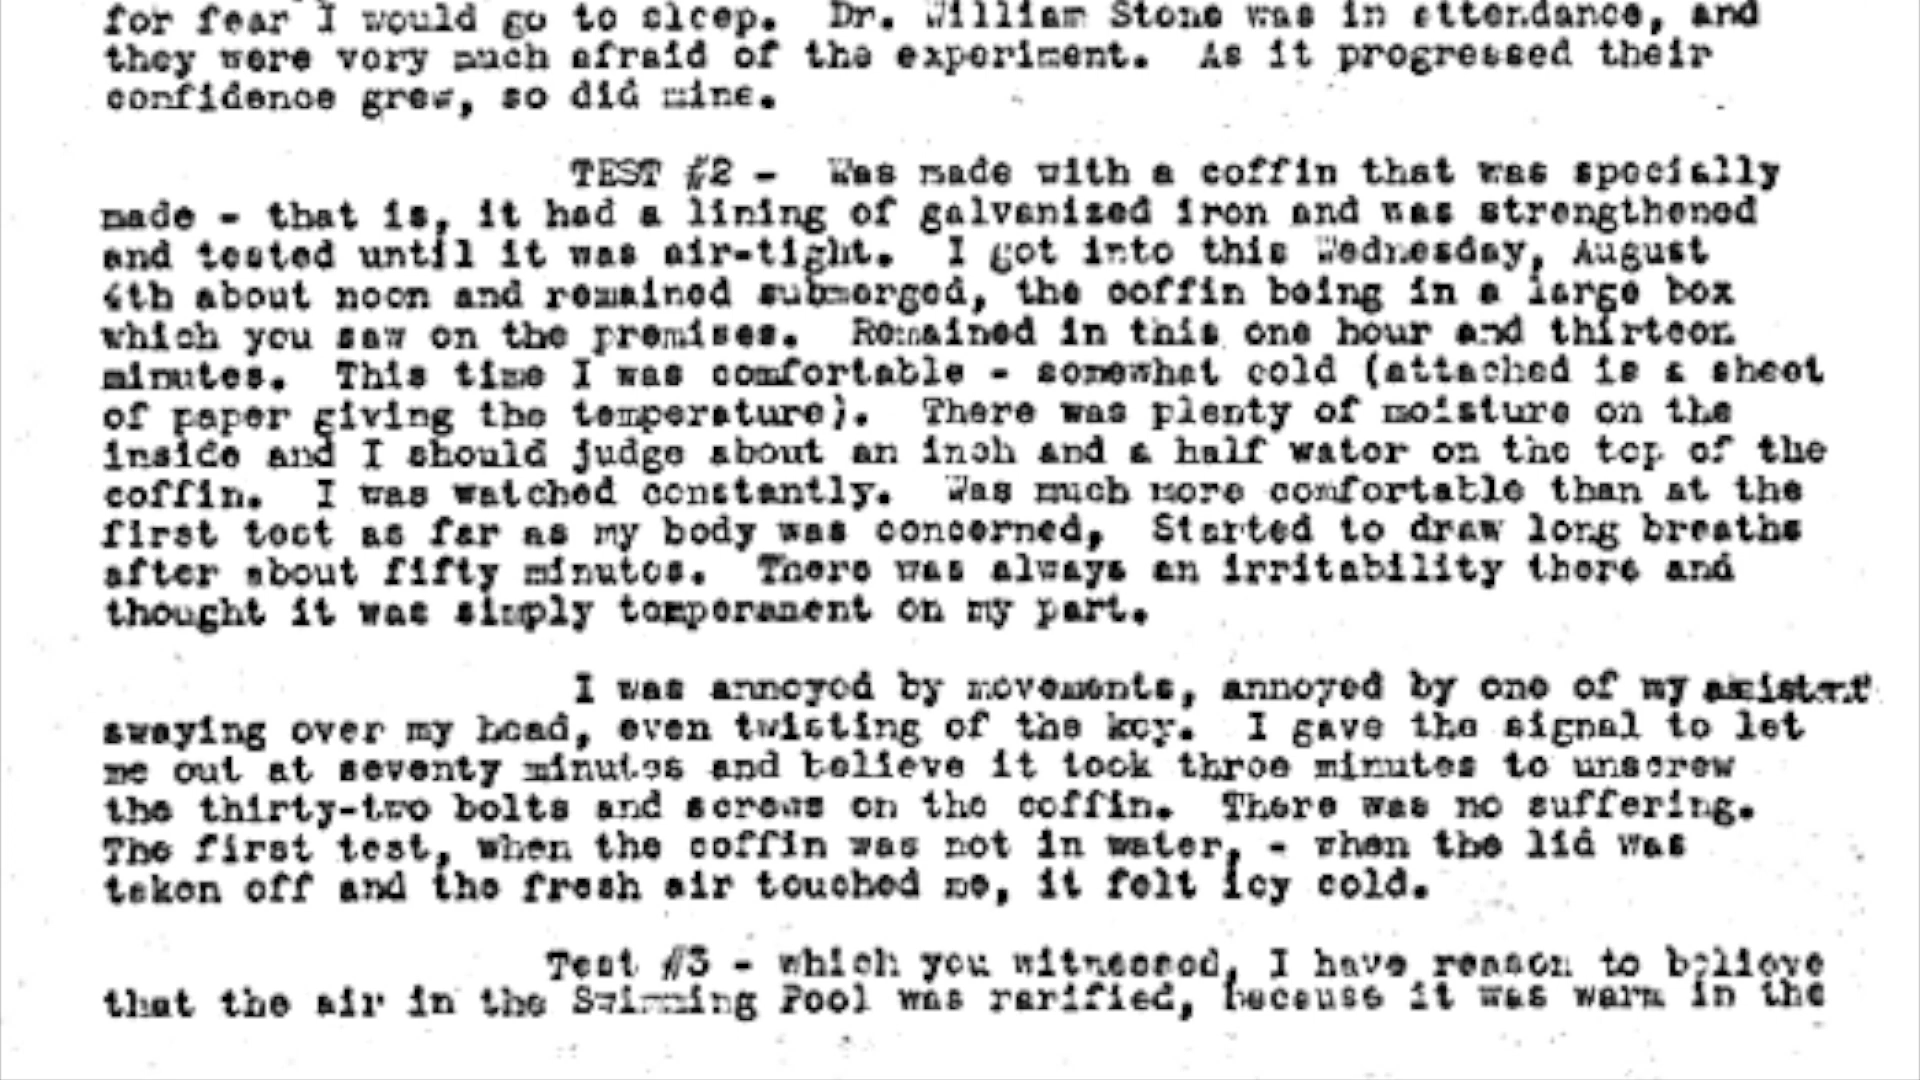 for fear I would go to sleep. Dr. William Stone was in attendance, and
they were very much afraid of the experiment. As it progressed their
confidence grew, so did mine.
TEST #2 - Was made with a coffin that was specially
made - that is, it had a lining of galvanized iron and was strengthened
and tested until it was air-tight. I got into this Wednesday, August
4th about noon and remained submerged, the coffin being in a large box
which you saw on the premises. Remained in this one hour and thirteen
minutes. This time I was comfortable - somewhat cold (attached is a sheet
of paper giving the temperature). There was plenty of moisture on the
inside and I should judge about an inch and a half water on the top of the
coffin. I was watched constantly. Was much more comfortable than at the
first test as far as my body was concerned, Started to draw long breaths
after about fifty minutes. There was always an irritability there and
thought it was simply temperament on my part.
I was annoyed by movements, annoyed by one of my assistant
swaying over my head, even twisting of the key. I gave the signal to let
me out at seventy minutes and believe it took three minutes to unscrew
the thirty-two bolts and screws on the coffin. There was no suffering.
The first test, when the coffin was not in water, - when the lid was
taken off and the fresh air touched me, it felt icy cold.
Test #3 - which you witnessed, I have reason to believe
that the air in the Swimming Pool was rarified, because it was warm in the